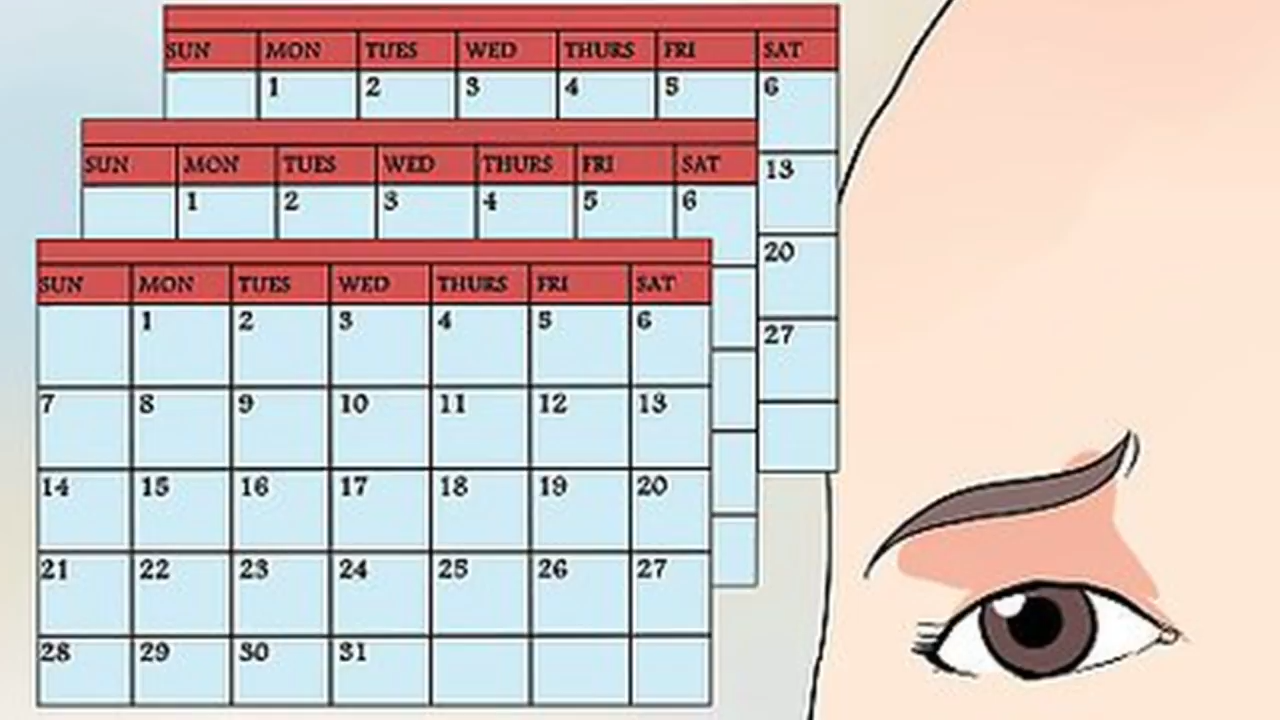 SUN MON TUES WED THURS FRI SAT
1 2 3 4 5 6
13
20
27
SUN MON TUES WED THURS FRI SAT
1 2 3 4 5 6
SUN MON TUES WED THURS FRI SAT
1 2 3 4 5 6
7 8 9 10 11 12 13
14 15 16 17 18 19 20
21 22 23 24 25 26 27
28 29 30 31